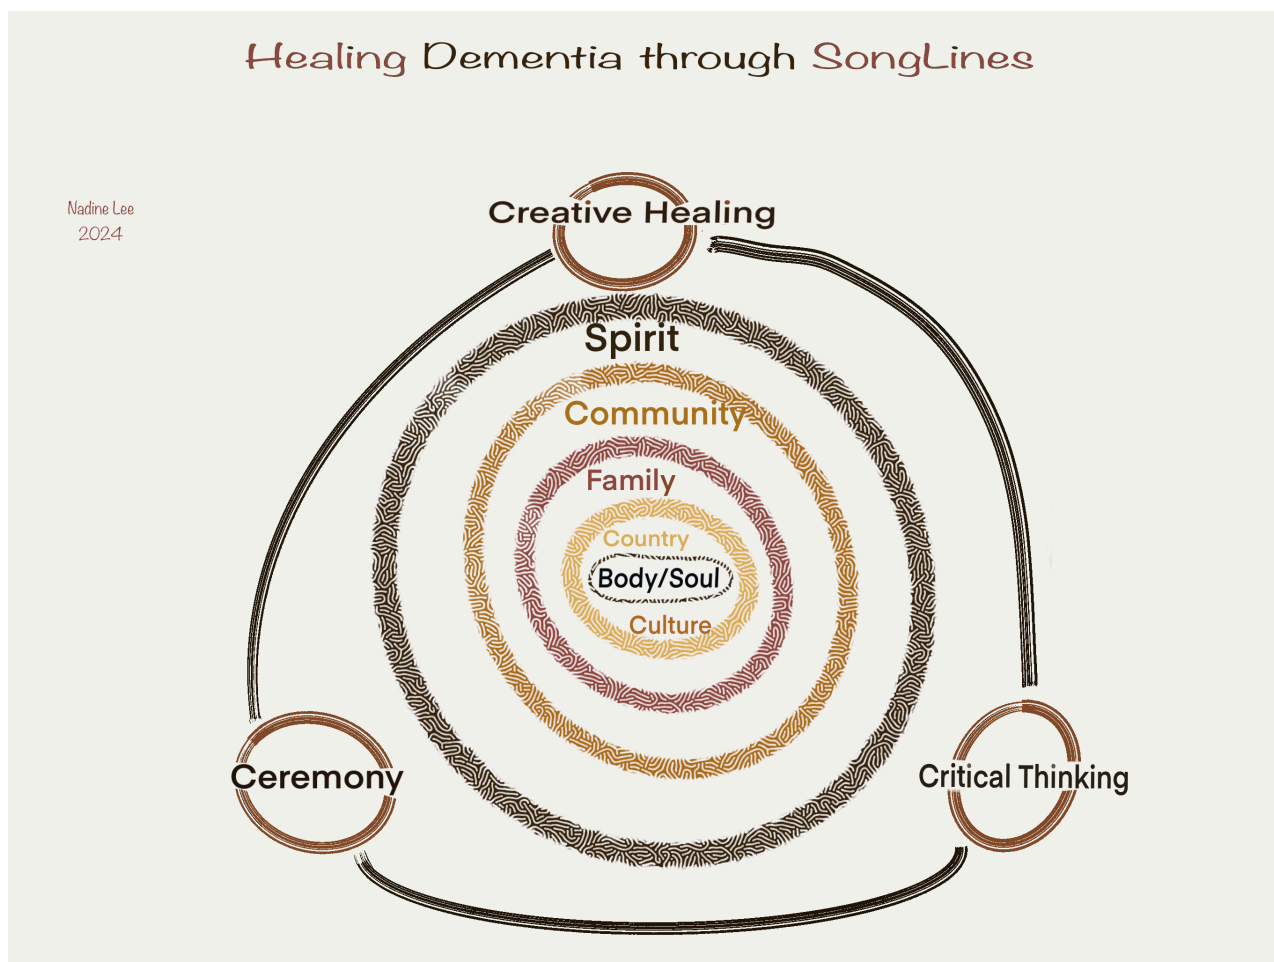 Healing Dementia through SongLines
Nadine Lee
2024
Creative Healing
Spirit
Community
Family
Country
Body/Soul
Culture
Ceremony
Critical Thinking